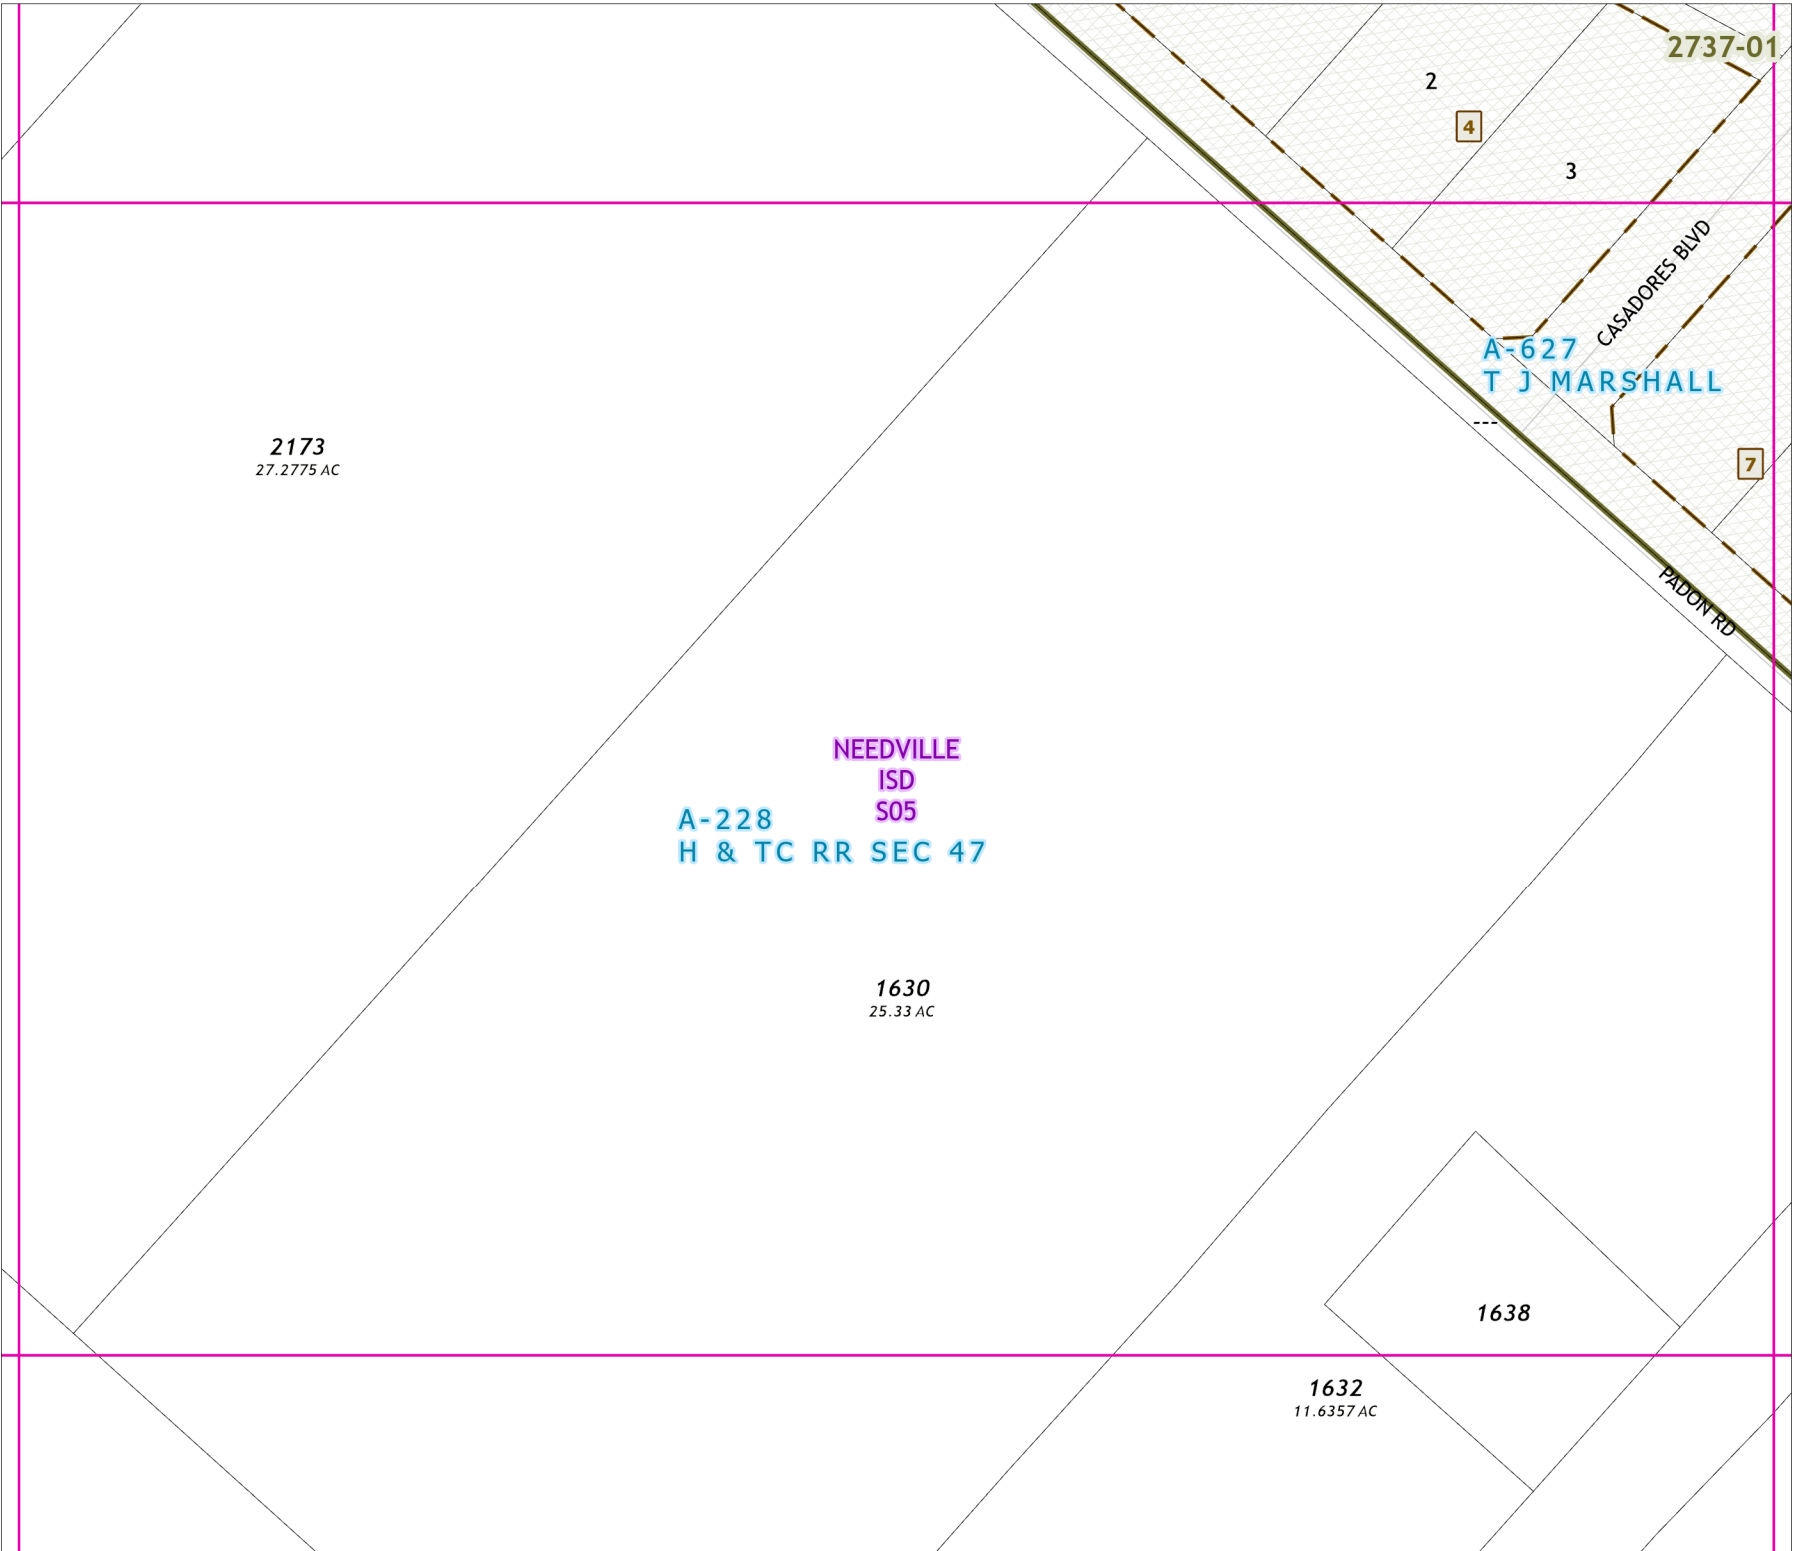 2737-01
2
4
3
CASADORES BLVD
A-627
T J MARSHALL
2173
27.2775 AC
7
PADON RD
NEEDVILLE
ISD
S05
A-228
H & TC RR SEC 47
1630
25.33 AC
1638
1632
11.6357 AC